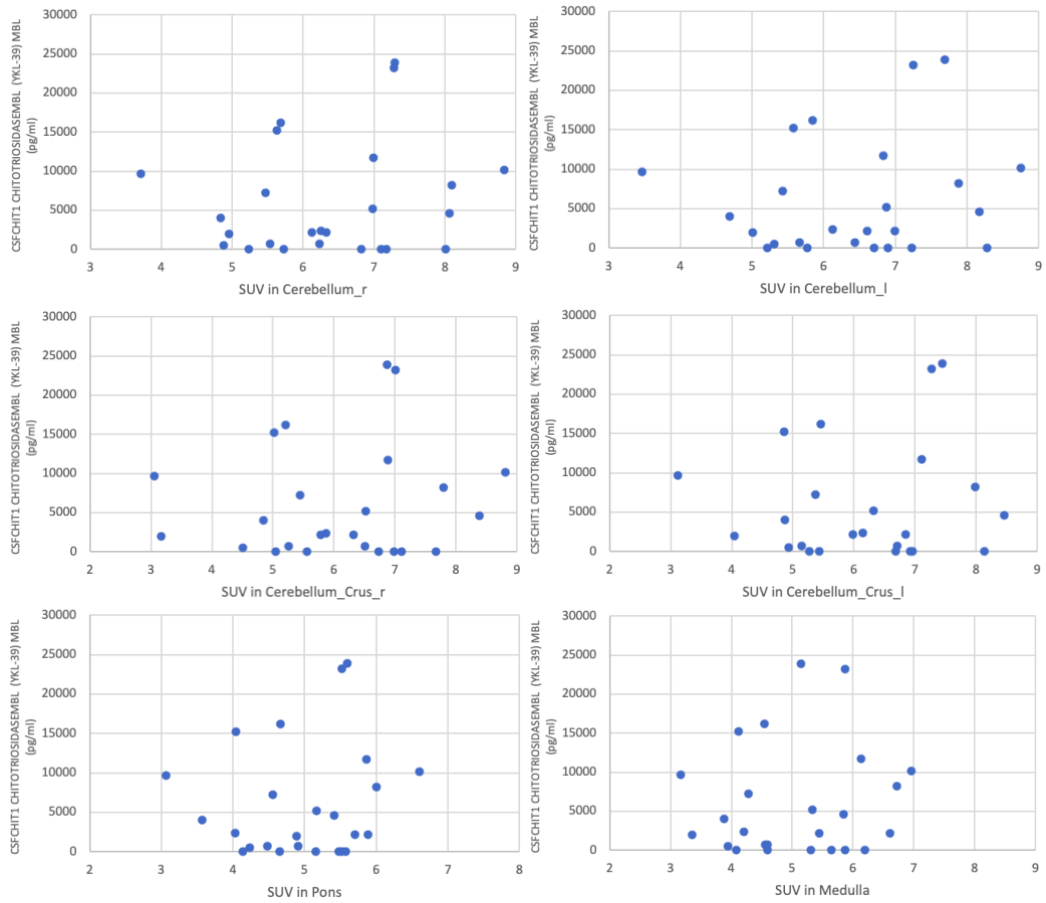 CSFCHIT1 CHITOTRIOSIDASEMBL (YKL-39) MBL
(pg/ml)
30000
25000
20000
15000
10000
5000
0
3 4 5 6 7 8 9
SUV in Cerebellum_r
CSFCHIT1 CHITOTRIOSIDASEMBL (YKL-39) MBL
(pg/ml)
30000
25000
20000
15000
10000
5000
0
3 4 5 6 7 8 9
SUV in Cerebellum_l
CSFCHIT1 CHITOTRIOSIDASEMBL (YKL-39) MBL
(pg/ml)
30000
25000
20000
15000
10000
5000
0
2 3 4 5 6 7 8 9
SUV in Cerebellum_Crus_r
CSFCHIT1 CHITOTRIOSIDASEMBL (YKL-39) MBL
(pg/ml)
30000
25000
20000
15000
10000
5000
0
2 3 4 5 6 7 8 9
SUV in Cerebellum_Crus_l
CSFCHIT1 CHITOTRIOSIDASEMBL (YKL-39) MBL
(pg/ml)
30000
25000
20000
15000
10000
5000
0
2 3 4 5 6 7 8
SUV in Pons
CSFCHIT1 CHITOTRIOSIDASEMBL (YKL-39) MBL
(pg/ml)
30000
25000
20000
15000
10000
5000
0
2 3 4 5 6 7 8 9
SUV in Medulla